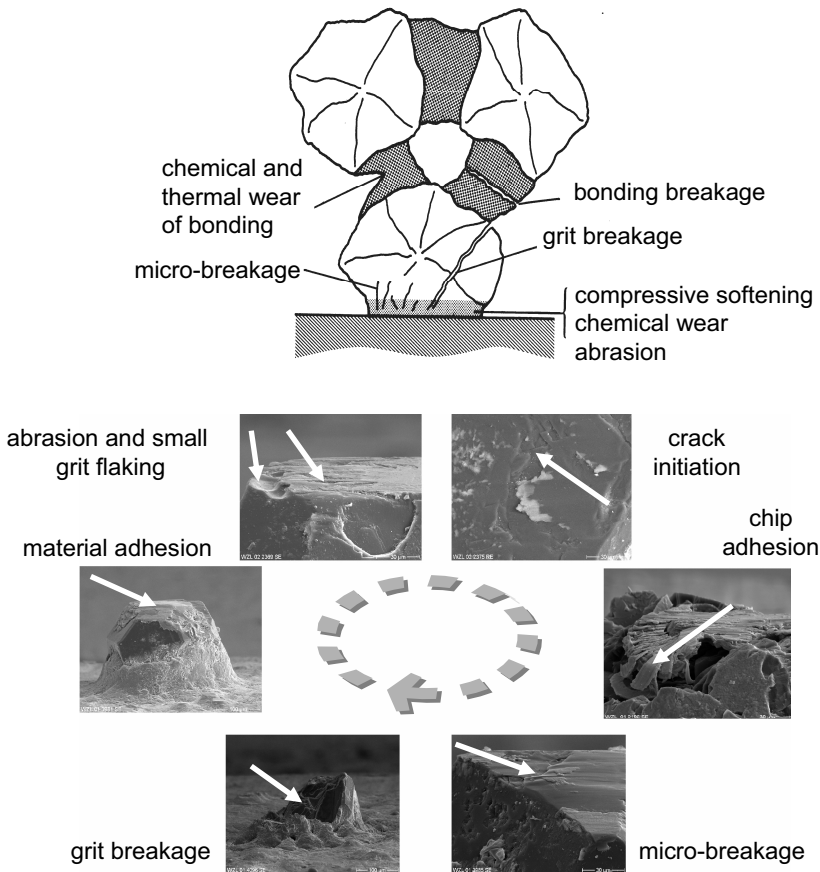 chemical and
thermal wear
of bonding
micro-breakage
bonding breakage
grit breakage
compressive softening
chemical wear
abrasion
abrasion and small
grit flaking
crack
initiation
material adhesion
chip
adhesion
grit breakage
micro-breakage